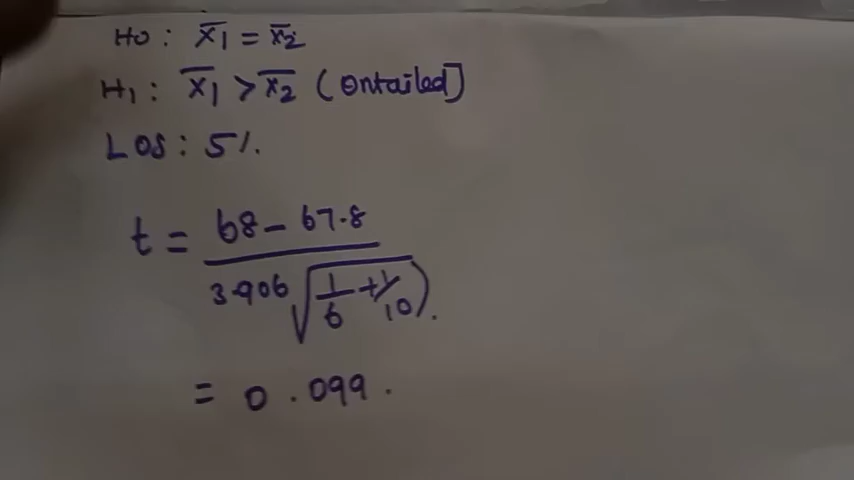 H0 : x̅1 = x̅2
H1 : x̅1 > x̅2 (Ontailed]
LOS : 5%.
t = 68 - 67.8
3.906 √(1/6 + 1/10).
= 0.099.